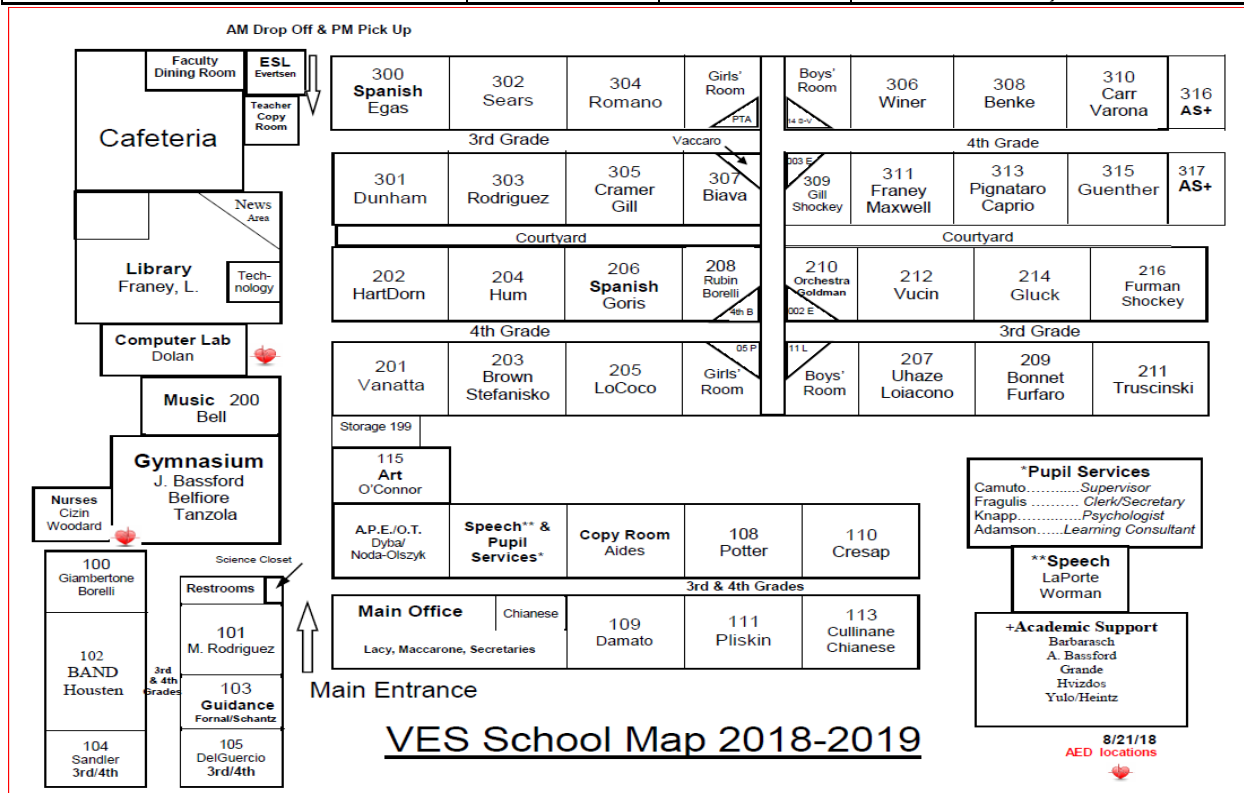 AM Drop Off & PM Pick Up
Faculty
Dining Room
ESL
Evertsen
Teacher
Copy
Room
Cafeteria
300
Spanish
Egas
302
Sears
304
Romano
Girls'
Room
PTA
Boys'
Room
14 S-V
306
Winer
308
Benke
310
Carr
Varona
316
AS+
3rd Grade
Vaccaro
4th Grade
301
Dunham
303
Rodriguez
305
Cramer
Gill
307
Biava
003 E
309
Gill
Shockey
311
Franey
Maxwell
313
Pignataro
Caprio
315
Guenther
317
AS+
News
Area
Library
Franey, L.
Tech-
nology
Courtyard
Courtyard
202
HartDorn
204
Hum
206
Spanish
Goris
208
Rubin
Borelli
4th B
210
Orchestra
Goldman
002 E
212
Vucin
214
Gluck
216
Furman
Shockey
4th Grade
3rd Grade
Computer Lab
Dolan
201
Vanatta
203
Brown
Stefanisko
205
LoCoco
05 P
Girls'
Room
11 L
Boys'
Room
207
Uhaze
Loiacono
209
Bonnet
Furfaro
211
Truscinski
Music 200
Bell
Storage 199
Gymnasium
J. Bassford
Belfiore
Tanzola
115
Art
O'Connor
Nurses
Cizin
Woodard
A.P.E./O.T.
Dyba/
Noda-Olszyk
Speech** &
Pupil
Services*
Copy Room
Aides
108
Potter
110
Cresap
*Pupil Services
Camuto...........Supervisor
Fragulis .......... Clerk/Secretary
Knapp.............Psychologist
Adamson.....Learning Consultant
Science Closet
100
Giambertone
Borelli
Restrooms
3rd & 4th Grades
**Speech
LaPorte
Worman
Main Office
Chianese
Lacy, Maccarone, Secretaries
109
Damato
111
Pliskin
113
Cullinane
Chianese
101
M. Rodriguez
102
BAND
Housten
3rd
& 4th
Grades
103
Guidance
Fornal/Schantz
Main Entrance
+Academic Support
Barbarasch
A. Bassford
Grande
Hvizdos
Yulo/Heintz
104
Sandler
3rd/4th
105
DelGuercio
3rd/4th
VES School Map 2018-2019
8/21/18
AED locations